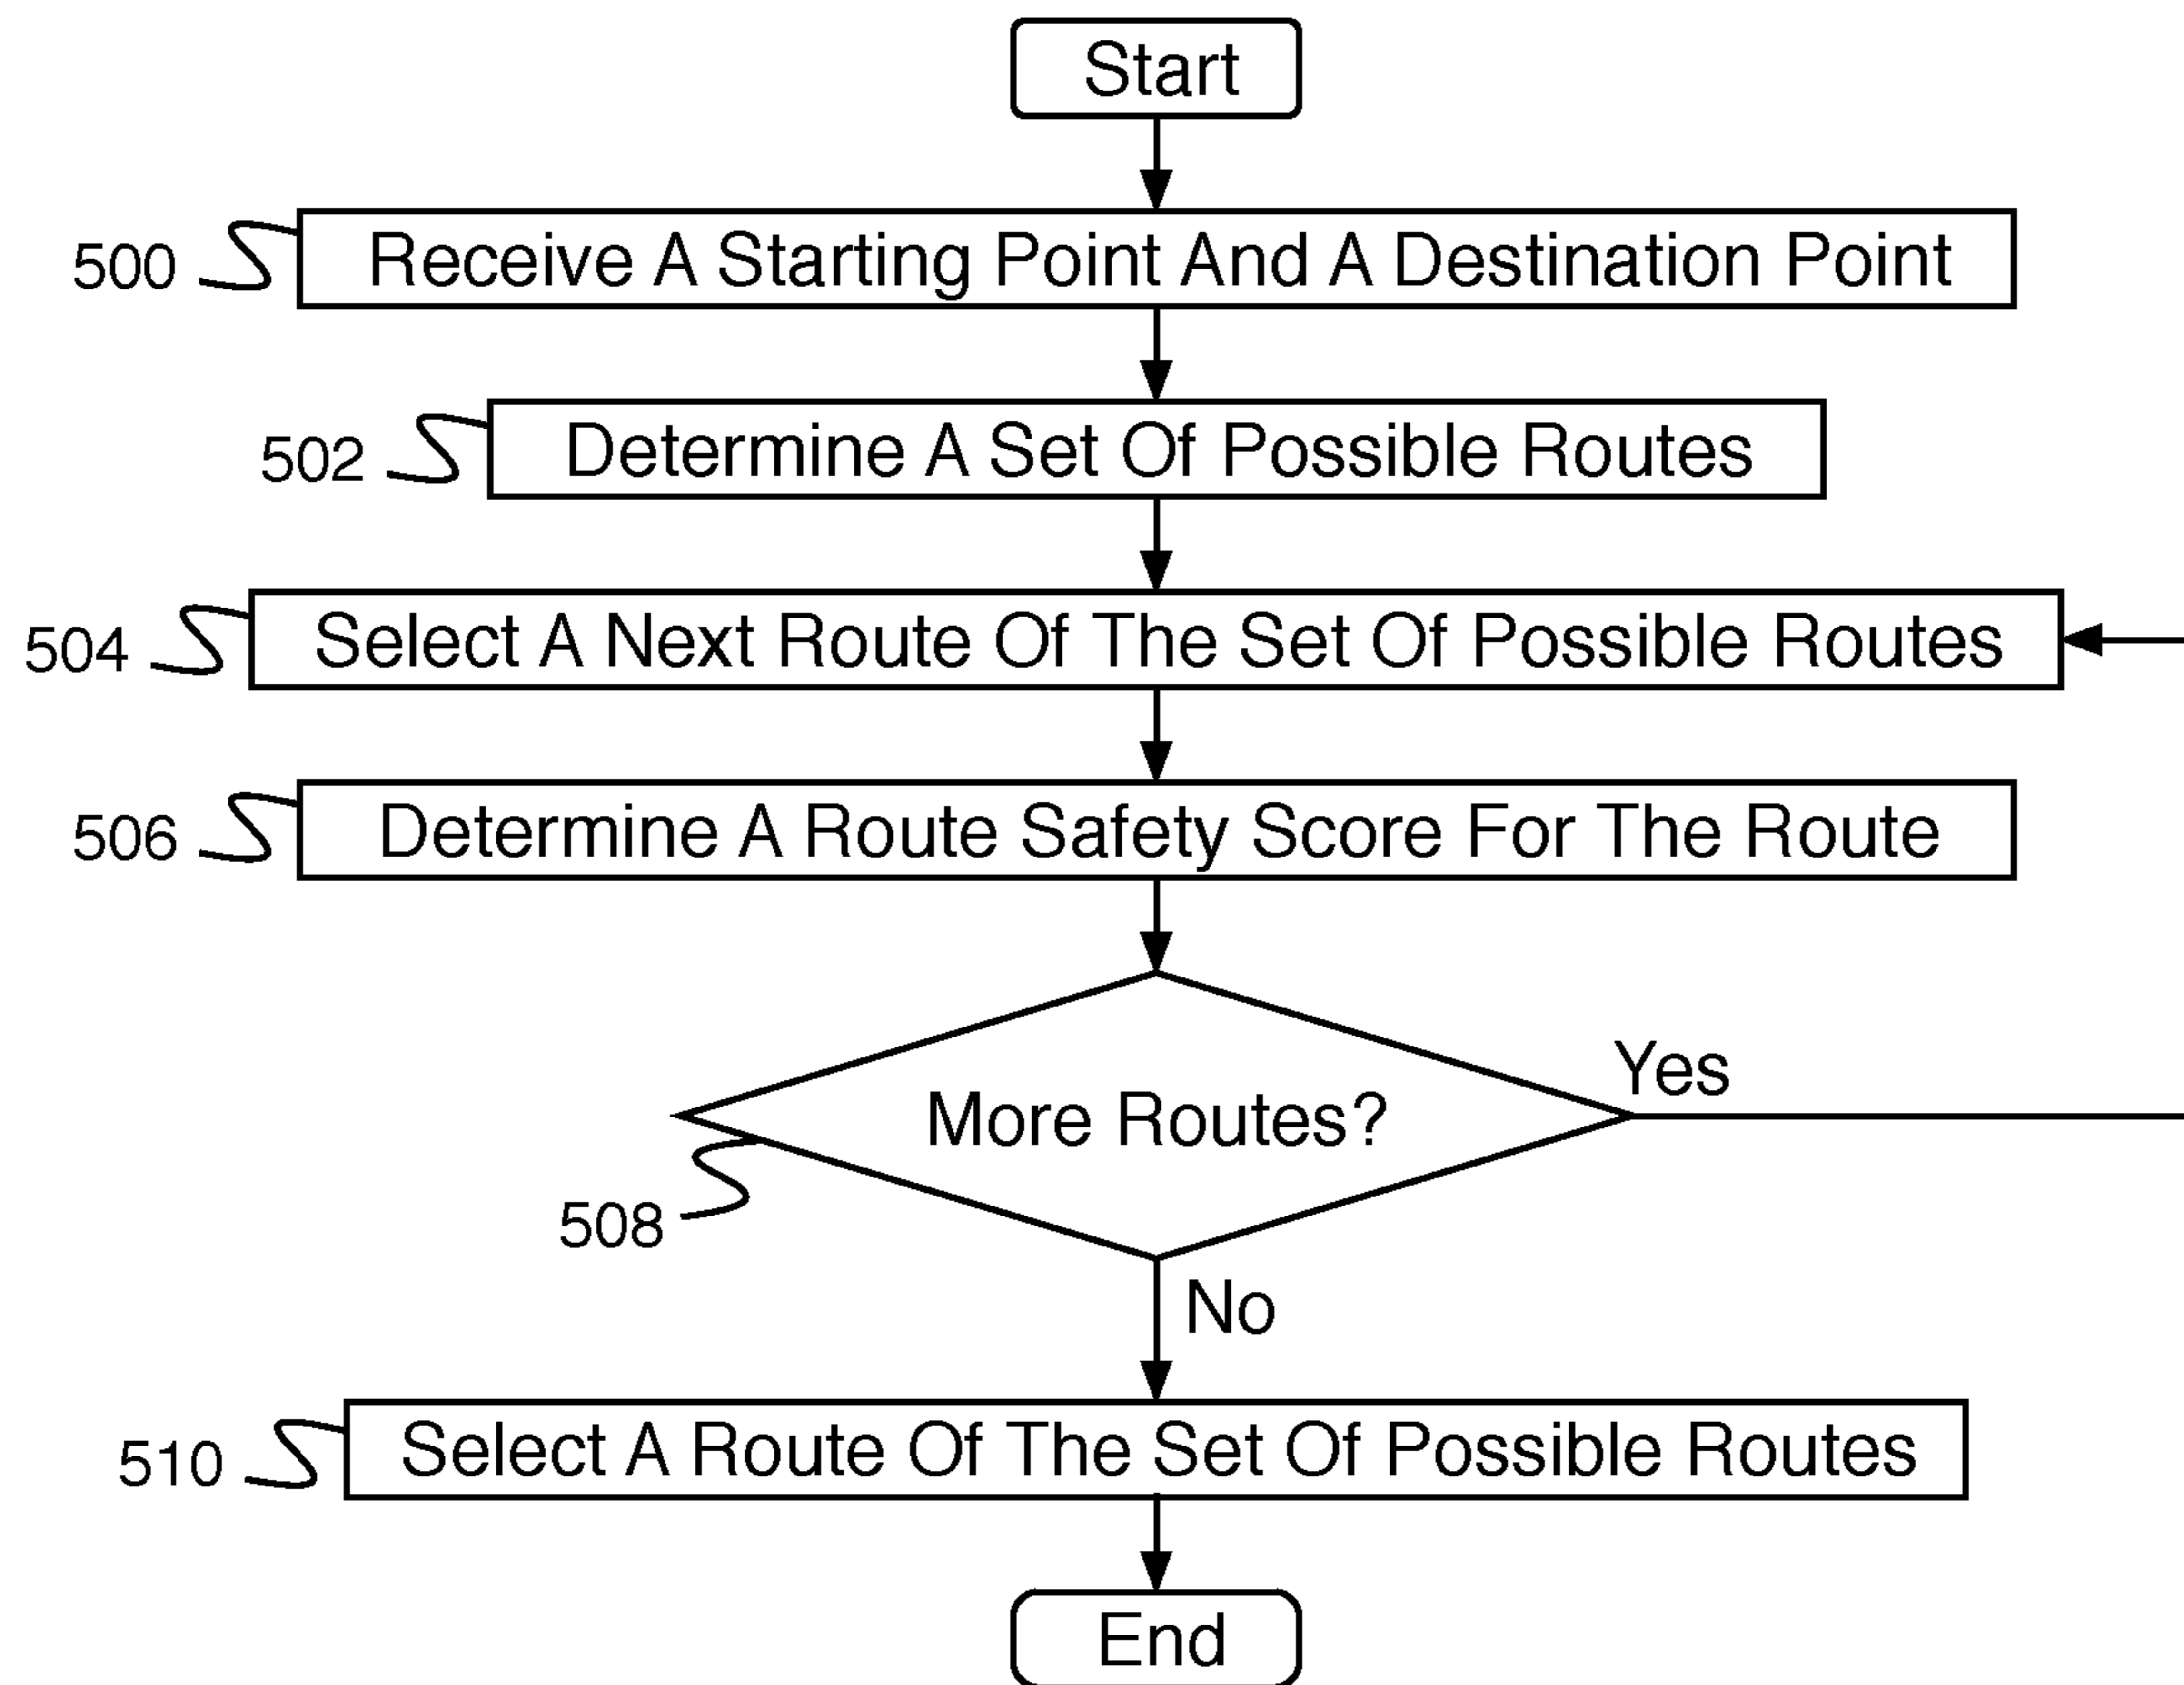 Start
500
Receive A Starting Point And A Destination Point
502
Determine A Set Of Possible Routes
504
Select A Next Route Of The Set Of Possible Routes
506
Determine A Route Safety Score For The Route
More Routes?
Yes
508
No
510
Select A Route Of The Set Of Possible Routes
End